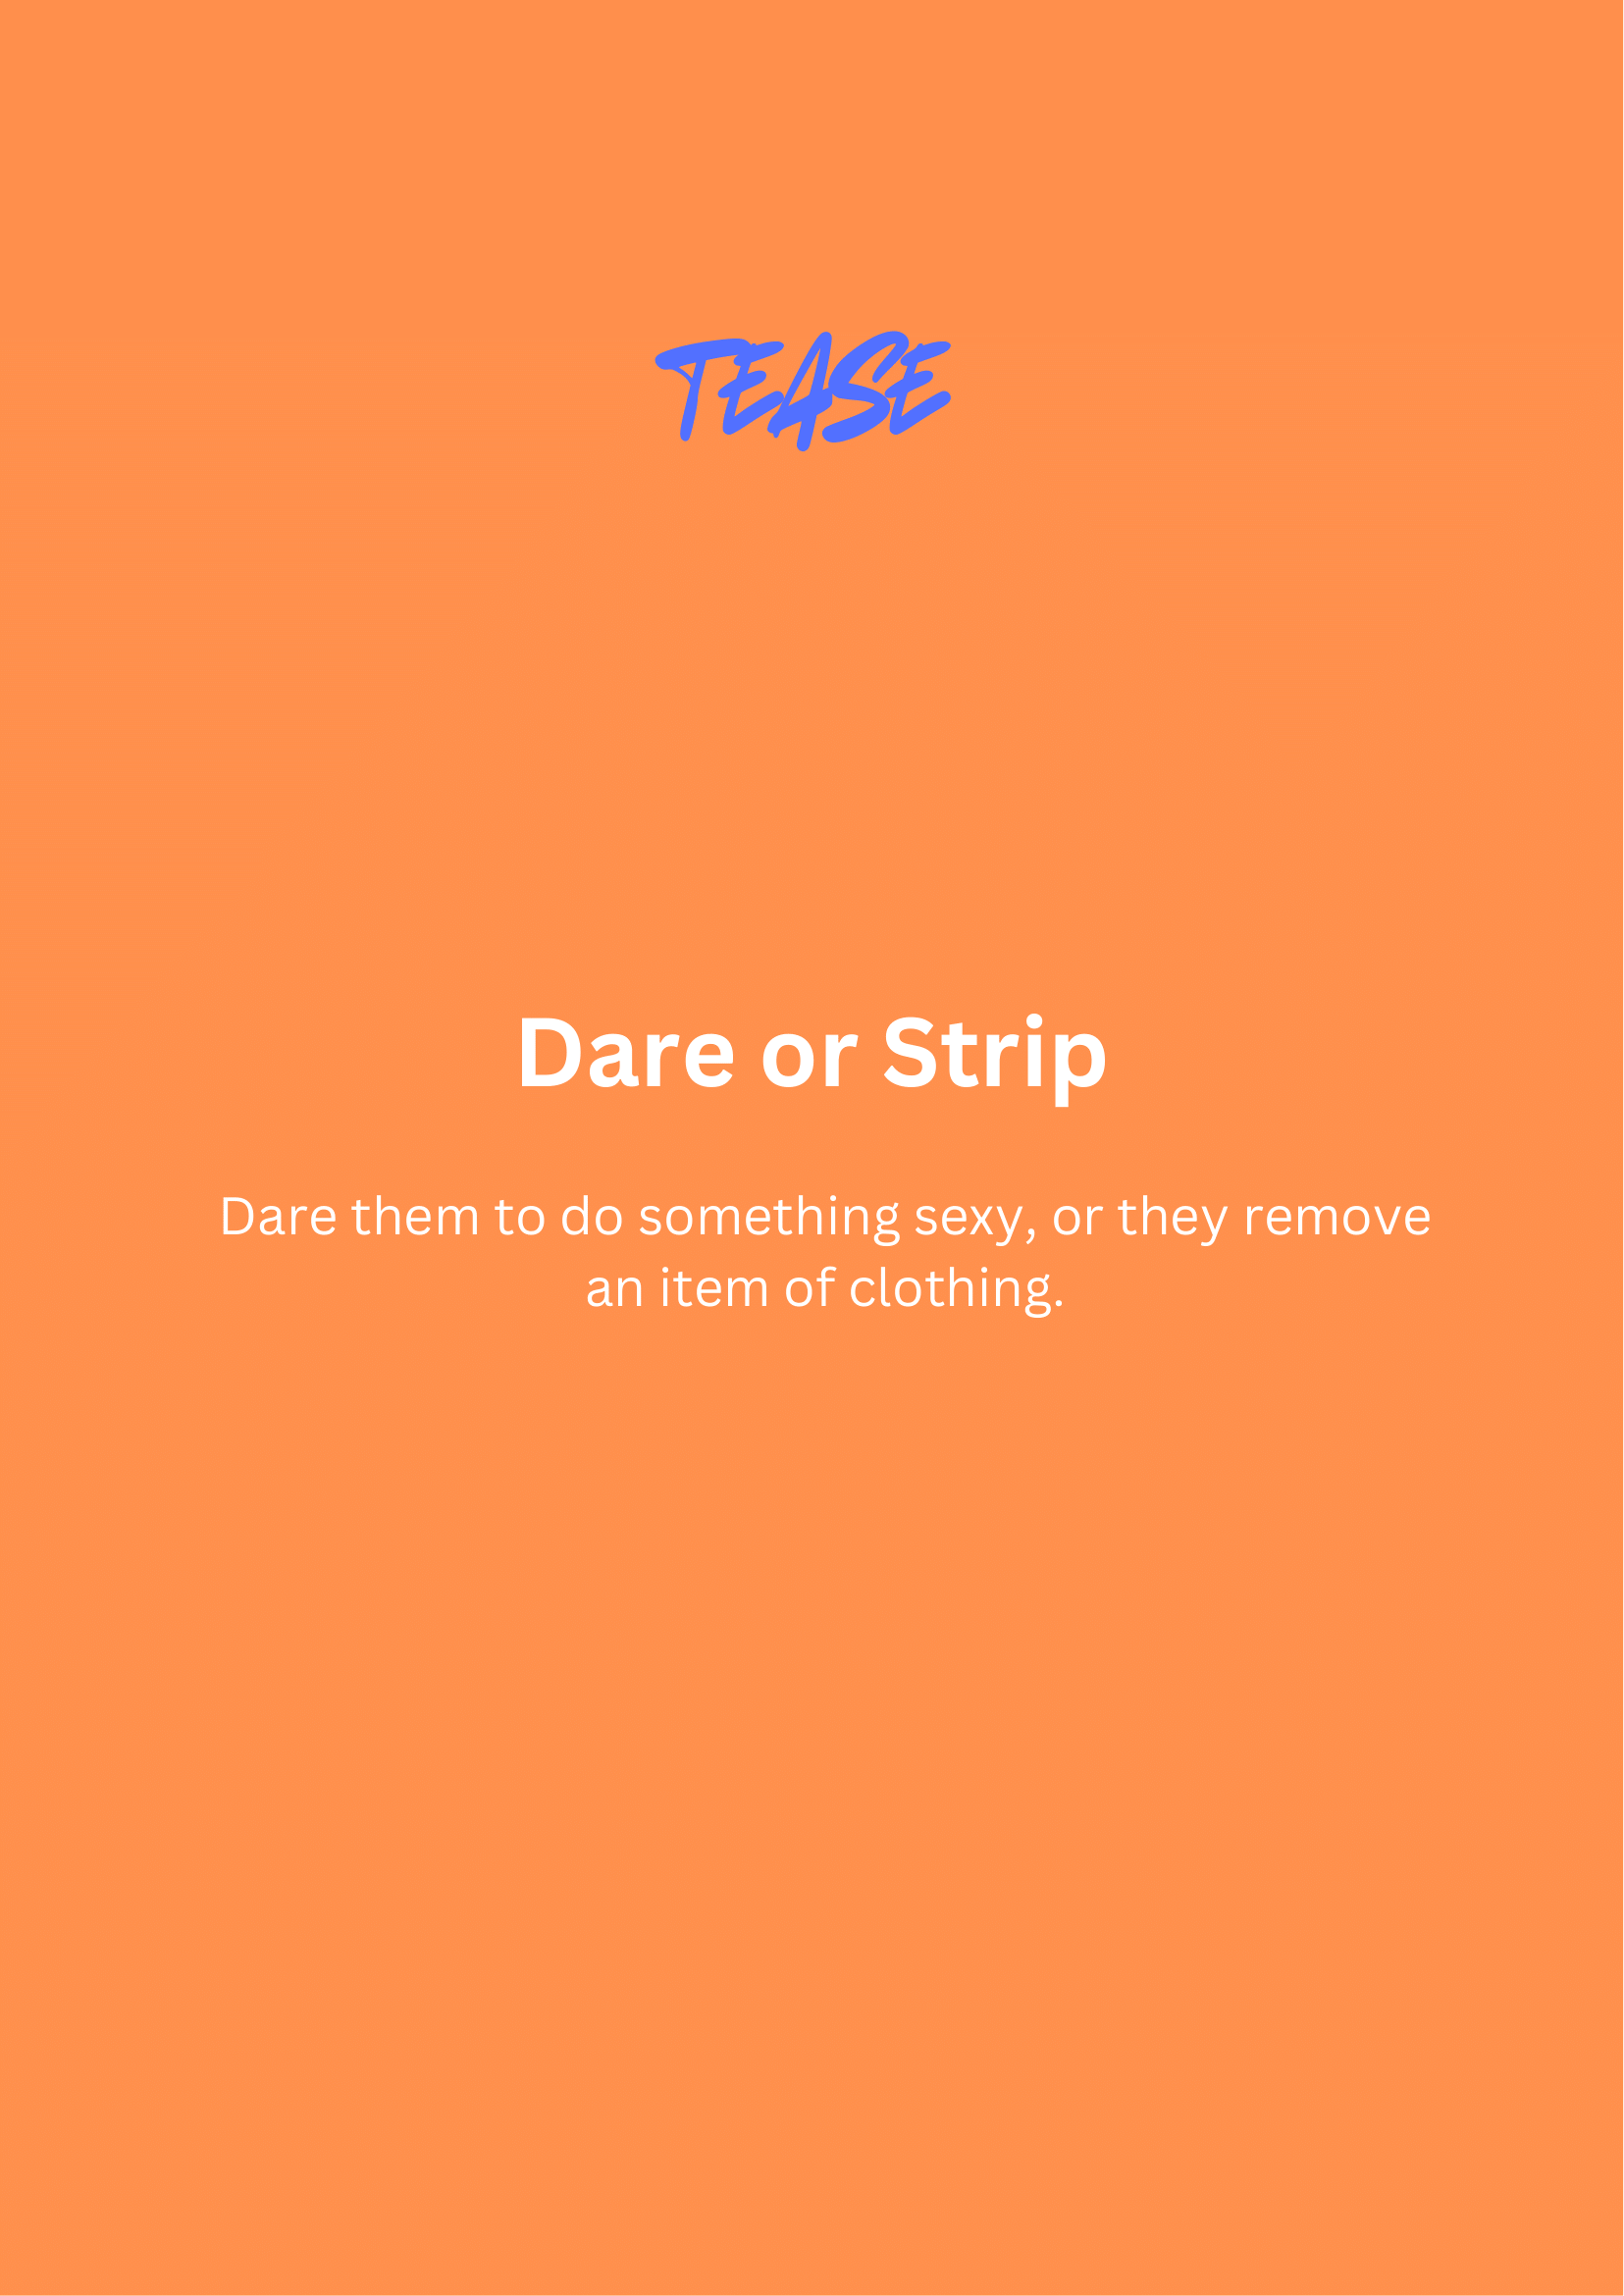 TEASE
Dare or Strip
Dare them to do something sexy, or they remove
an item of clothing.